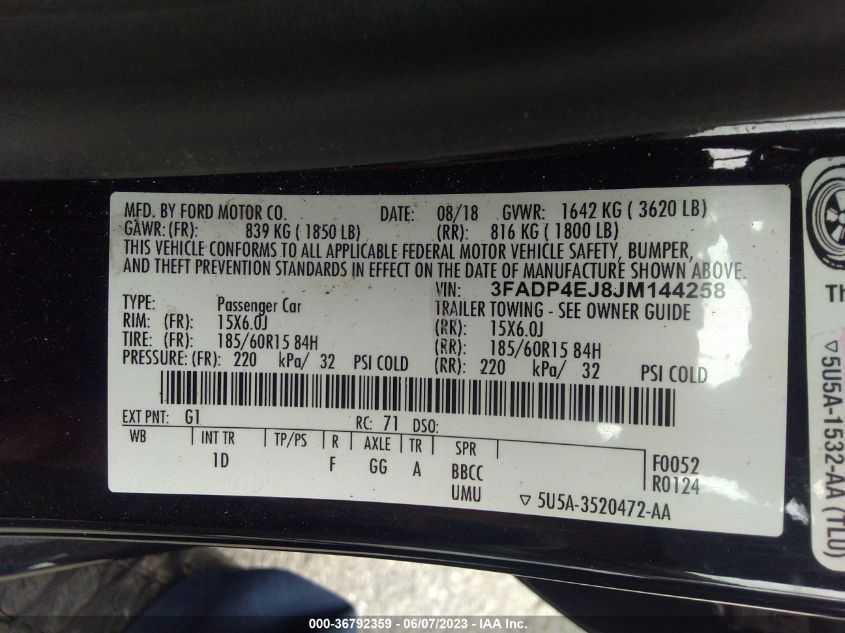 MFD. BY FORD MOTOR CO. DATE: 08/18 GVWR: 1642 KG ( 3620 LB)
GAWR:(FR): 839 KG ( 1850 LB) (RR): 816 KG ( 1800 LB)
THIS VEHICLE CONFORMS TO ALL APPLICABLE FEDERAL MOTOR VEHICLE SAFETY, BUMPER,
AND THEFT PREVENTION STANDARDS IN EFFECT ON THE DATE OF MANUFACTURE SHOWN ABOVE.
VIN: 3FADP4EJ8JM144258
TYPE: Passenger Car TRAILER TOWING - SEE OWNER GUIDE
RIM: (FR): 15X6.0J (RR): 15X6.0J
TIRE: (FR): 185/60R15 84H (RR): 185/60R15 84H
PRESSURE: (FR): 220 kPa/ 32 PSI COLD (RR): 220 kPa/ 32 PSI COLD
EXT PNT: G1 RC: 71 DSO:
WB INT TR TP/PS R AXLE TR SPR
1D F GG A BBCC
UMU
F0052
R0124
▽ 5U5A-3520472-AA
Th
▽5U5A-1532-AA (TLU)
000-36792359 - 06/07/2023 - IAA Inc.